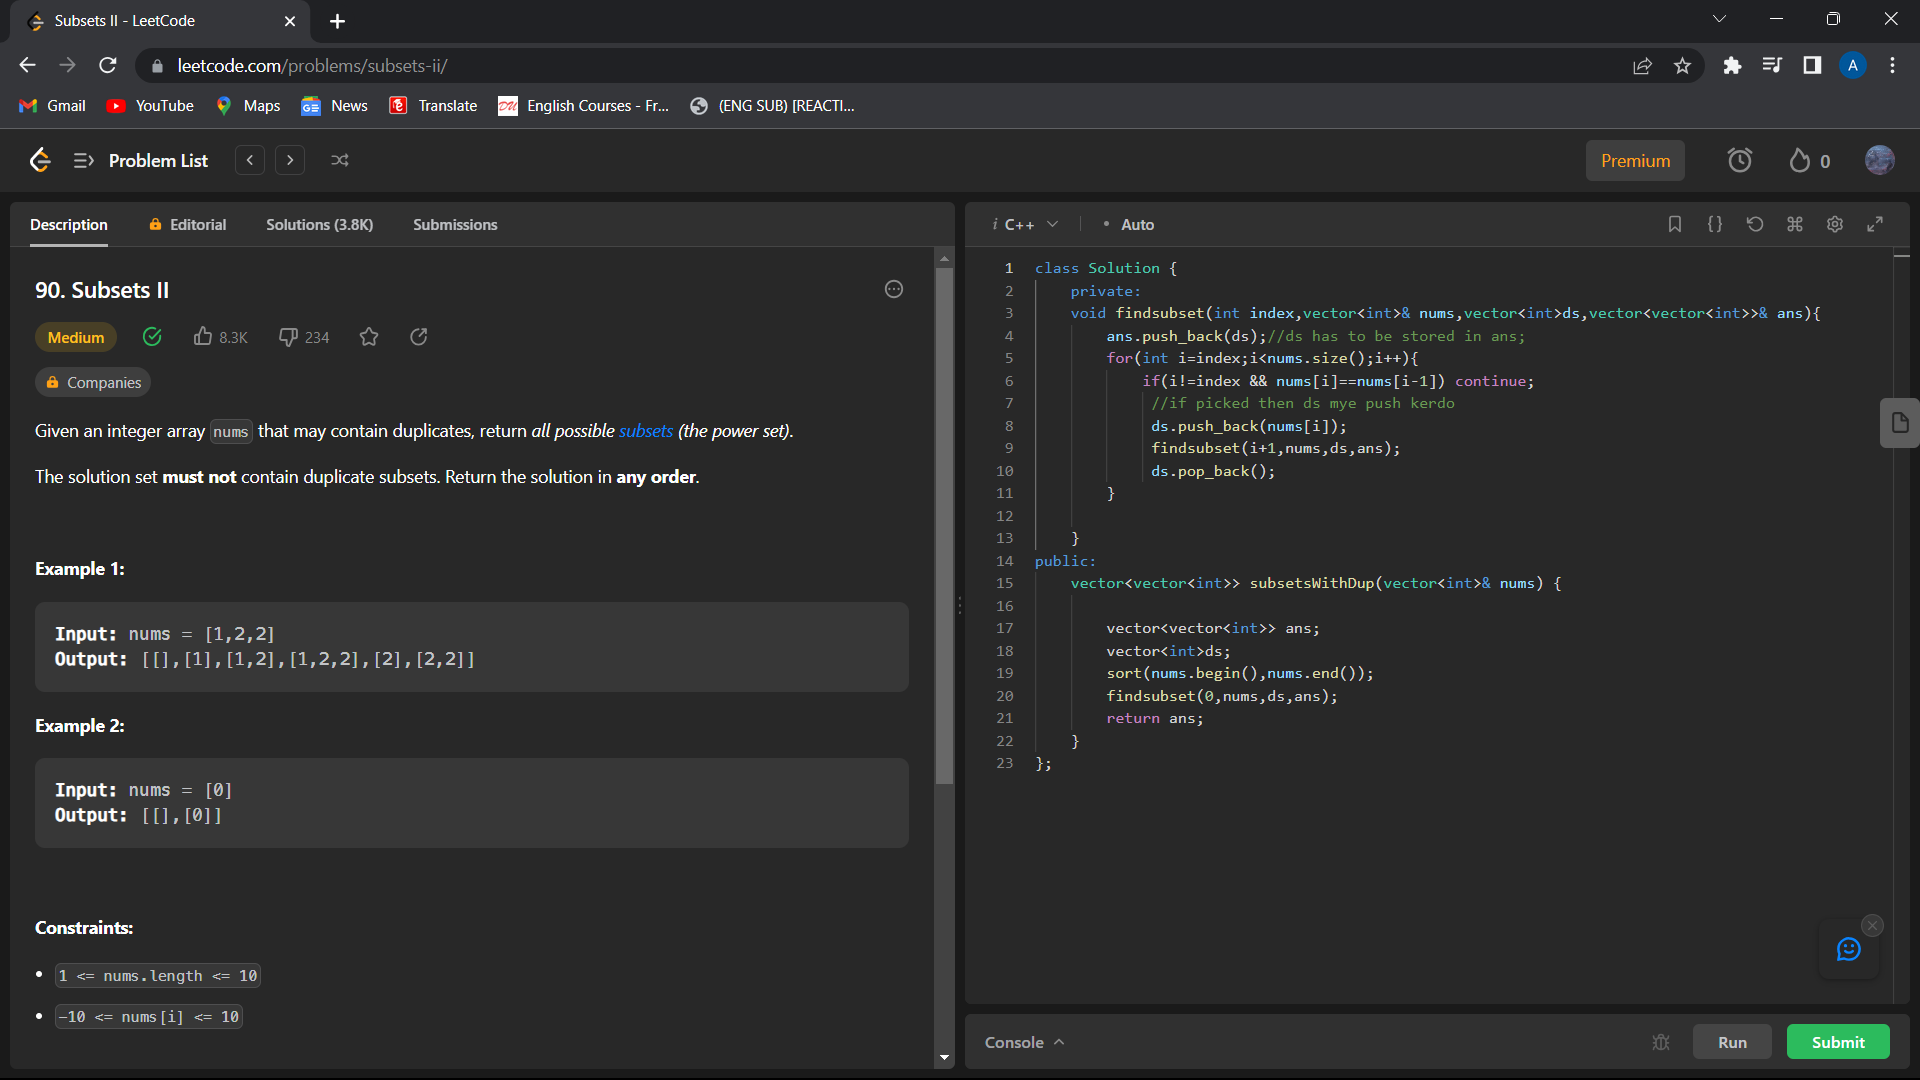 Subsets II - LeetCode
leetcode.com/problems/subsets-ii/
A
Gmail YouTube Maps News Translate English Courses - Fr... (ENG SUB) [REACTI...
Problem List
Premium
0
Description Editorial Solutions (3.8K) Submissions
90. Subsets II
Medium 8.3K 234
Companies
Given an integer array nums that may contain duplicates, return all possible subsets (the power set).
The solution set must not contain duplicate subsets. Return the solution in any order.
Example 1:
Input: nums = [1,2,2]
Output: [[],[1],[1,2],[1,2,2],[2],[2,2]]
Example 2:
Input: nums = [0]
Output: [[],[0]]
Constraints:
• 1 <= nums.length <= 10
• -10 <= nums[i] <= 10
i C++ • Auto
{}
1 class Solution {
2 private:
3 void findsubset(int index,vector<int>& nums,vector<int>ds,vector<vector<int>>& ans){
4 ans.push_back(ds);//ds has to be stored in ans;
5 for(int i=index;i<nums.size();i++){
6 if(i!=index && nums[i]==nums[i-1]) continue;
7 //if picked then ds mye push kerdo
8 ds.push_back(nums[i]);
9 findsubset(i+1,nums,ds,ans);
10 ds.pop_back();
11 }
12
13 }
14 public:
15 vector<vector<int>> subsetsWithDup(vector<int>& nums) {
16
17 vector<vector<int>> ans;
18 vector<int>ds;
19 sort(nums.begin(),nums.end());
20 findsubset(0,nums,ds,ans);
21 return ans;
22 }
23 };
Console
Run
Submit